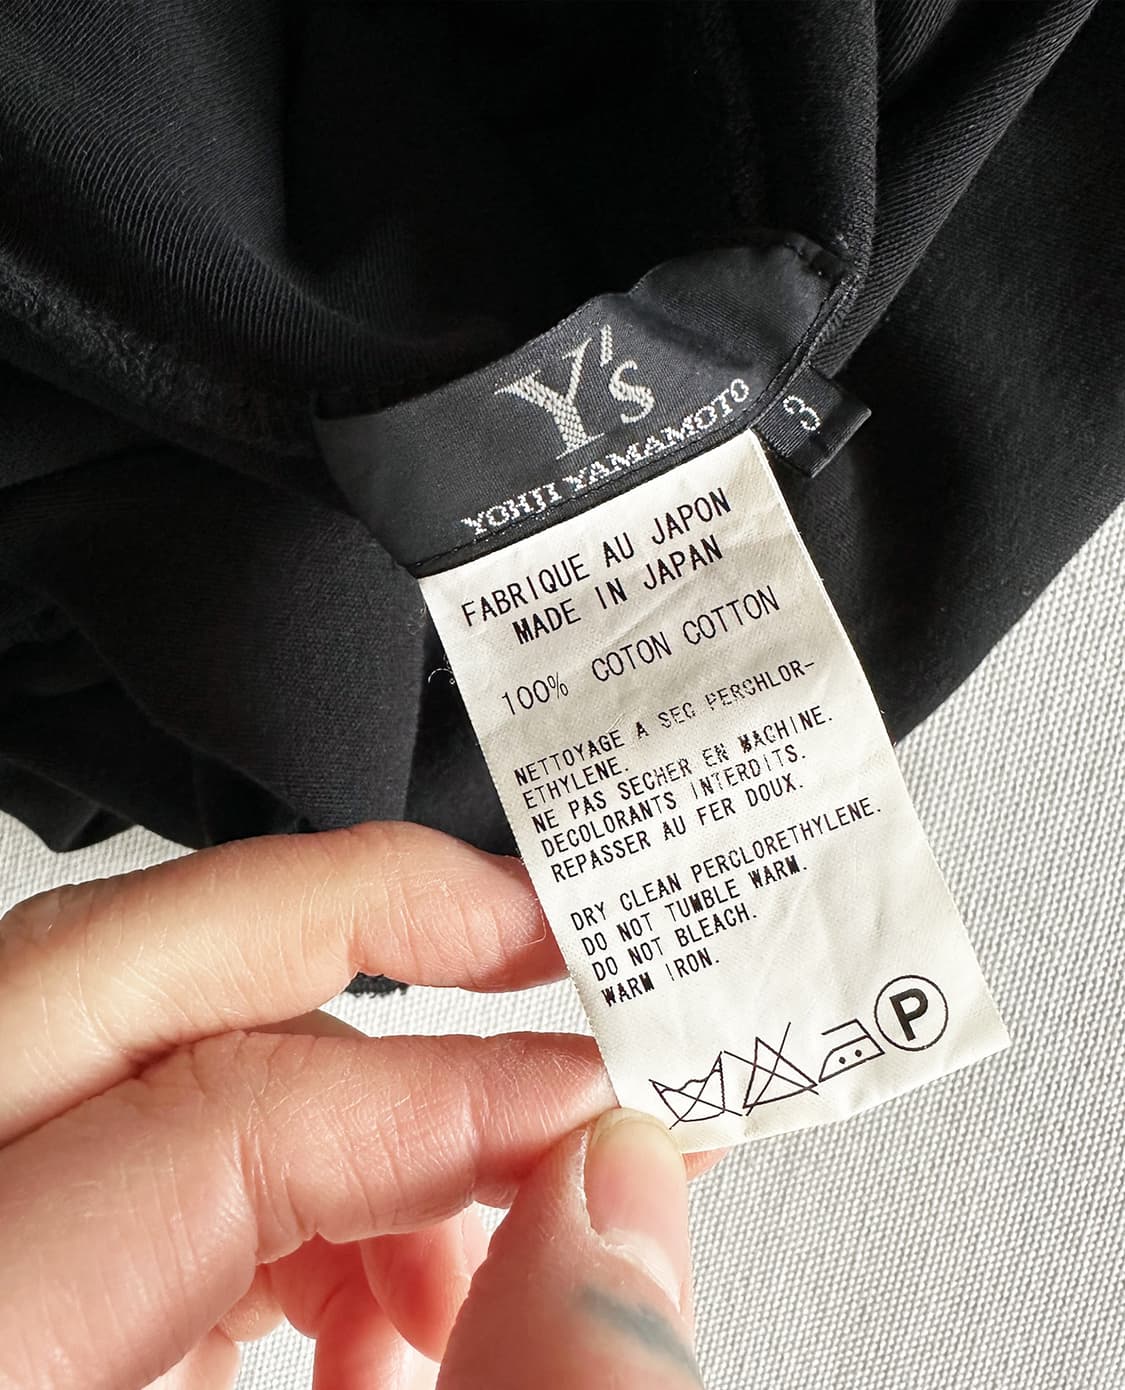 Y's
YOHJI YAMAMOTO
3
FABRIQUE AU JAPON
MADE IN JAPAN
100% COTON COTTON
NETTOYAGE A SEC PERCHLOR-
ETHYLENE.
NE PAS SECHER EN MACHINE.
DECOLORANTS INTERDITS.
REPASSER AU FER DOUX.
DRY CLEAN PERCLORETHYLENE.
DO NOT TUMBLE WARM.
DO NOT BLEACH.
WARM IRON.
P